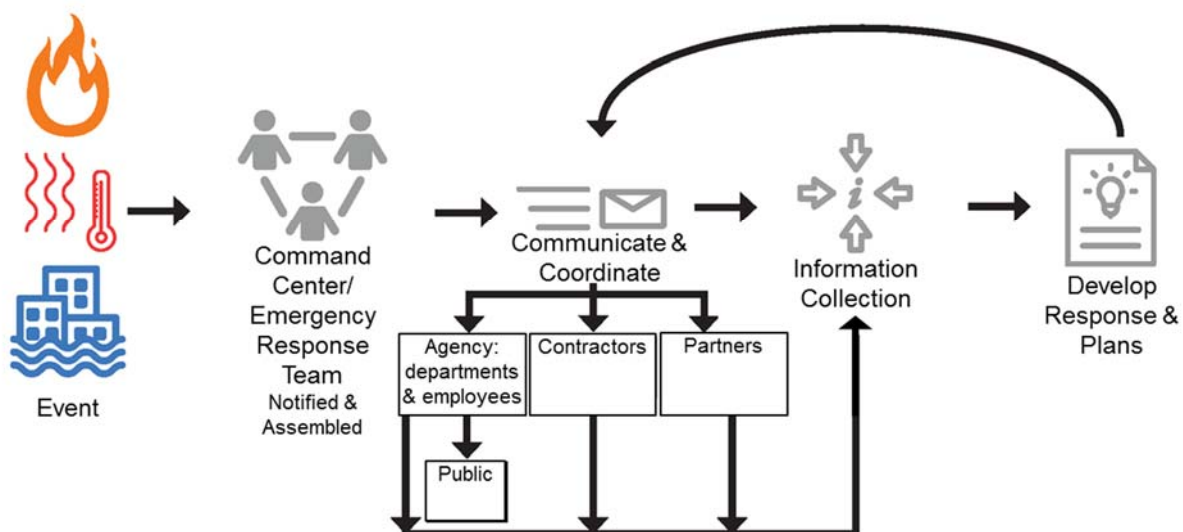 Event
Command
Center/
Emergency
Response
Team
Notified &
Assembled
Communicate &
Coordinate
Agency:
departments
& employees
Public
Contractors
Partners
i
Information
Collection
Develop
Response &
Plans